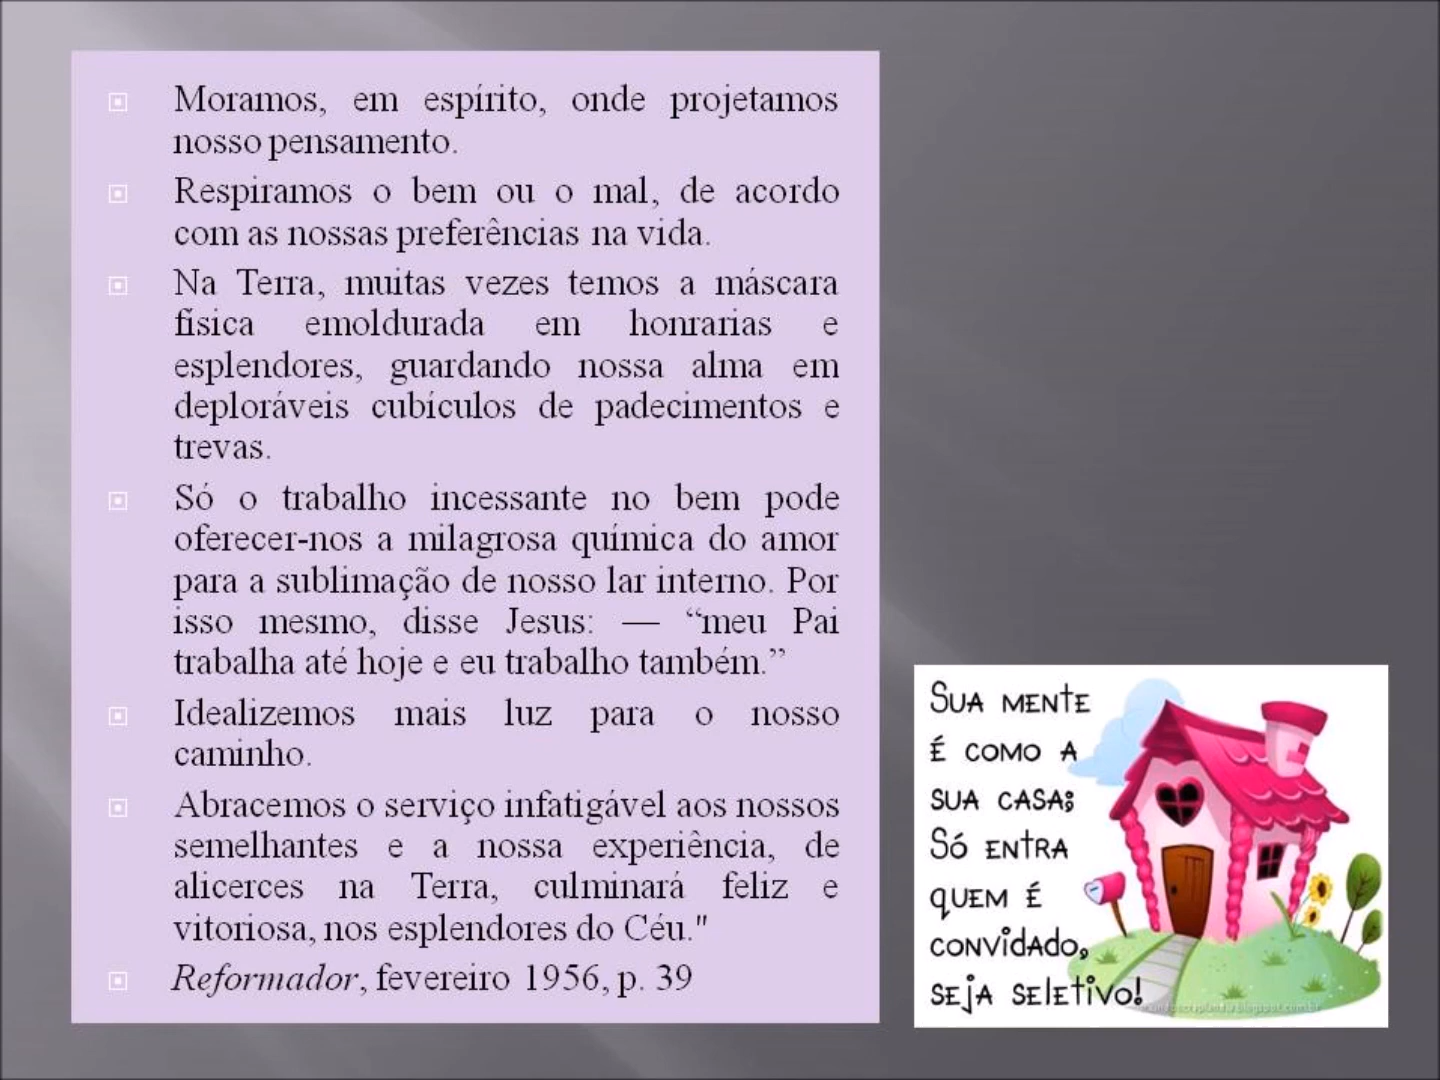 Moramos, em espírito, onde projetamos
nosso pensamento.
Respiramos o bem ou o mal, de acordo
com as nossas preferências na vida.
Na Terra, muitas vezes temos a máscara
física emoldurada em honrarias e
esplendores, guardando nossa alma em
deploráveis cubículos de padecimentos e
trevas.
Só o trabalho incessante no bem pode
oferecer-nos a milagrosa química do amor
para a sublimação de nosso lar interno. Por
isso mesmo, disse Jesus: — “meu Pai
trabalha até hoje e eu trabalho também.”
Idealizemos mais luz para o nosso
caminho.
Abracemos o serviço infatigável aos nossos
semelhantes e a nossa experiência, de
alicerces na Terra, culminará feliz e
vitoriosa, nos esplendores do Céu."
Reformador, fevereiro 1956, p. 39
SUA MENTE
É COMO A
SUA CASA;
SÓ ENTRA
QUEM É
CONVIDADO,
SEJA SELETIVO!